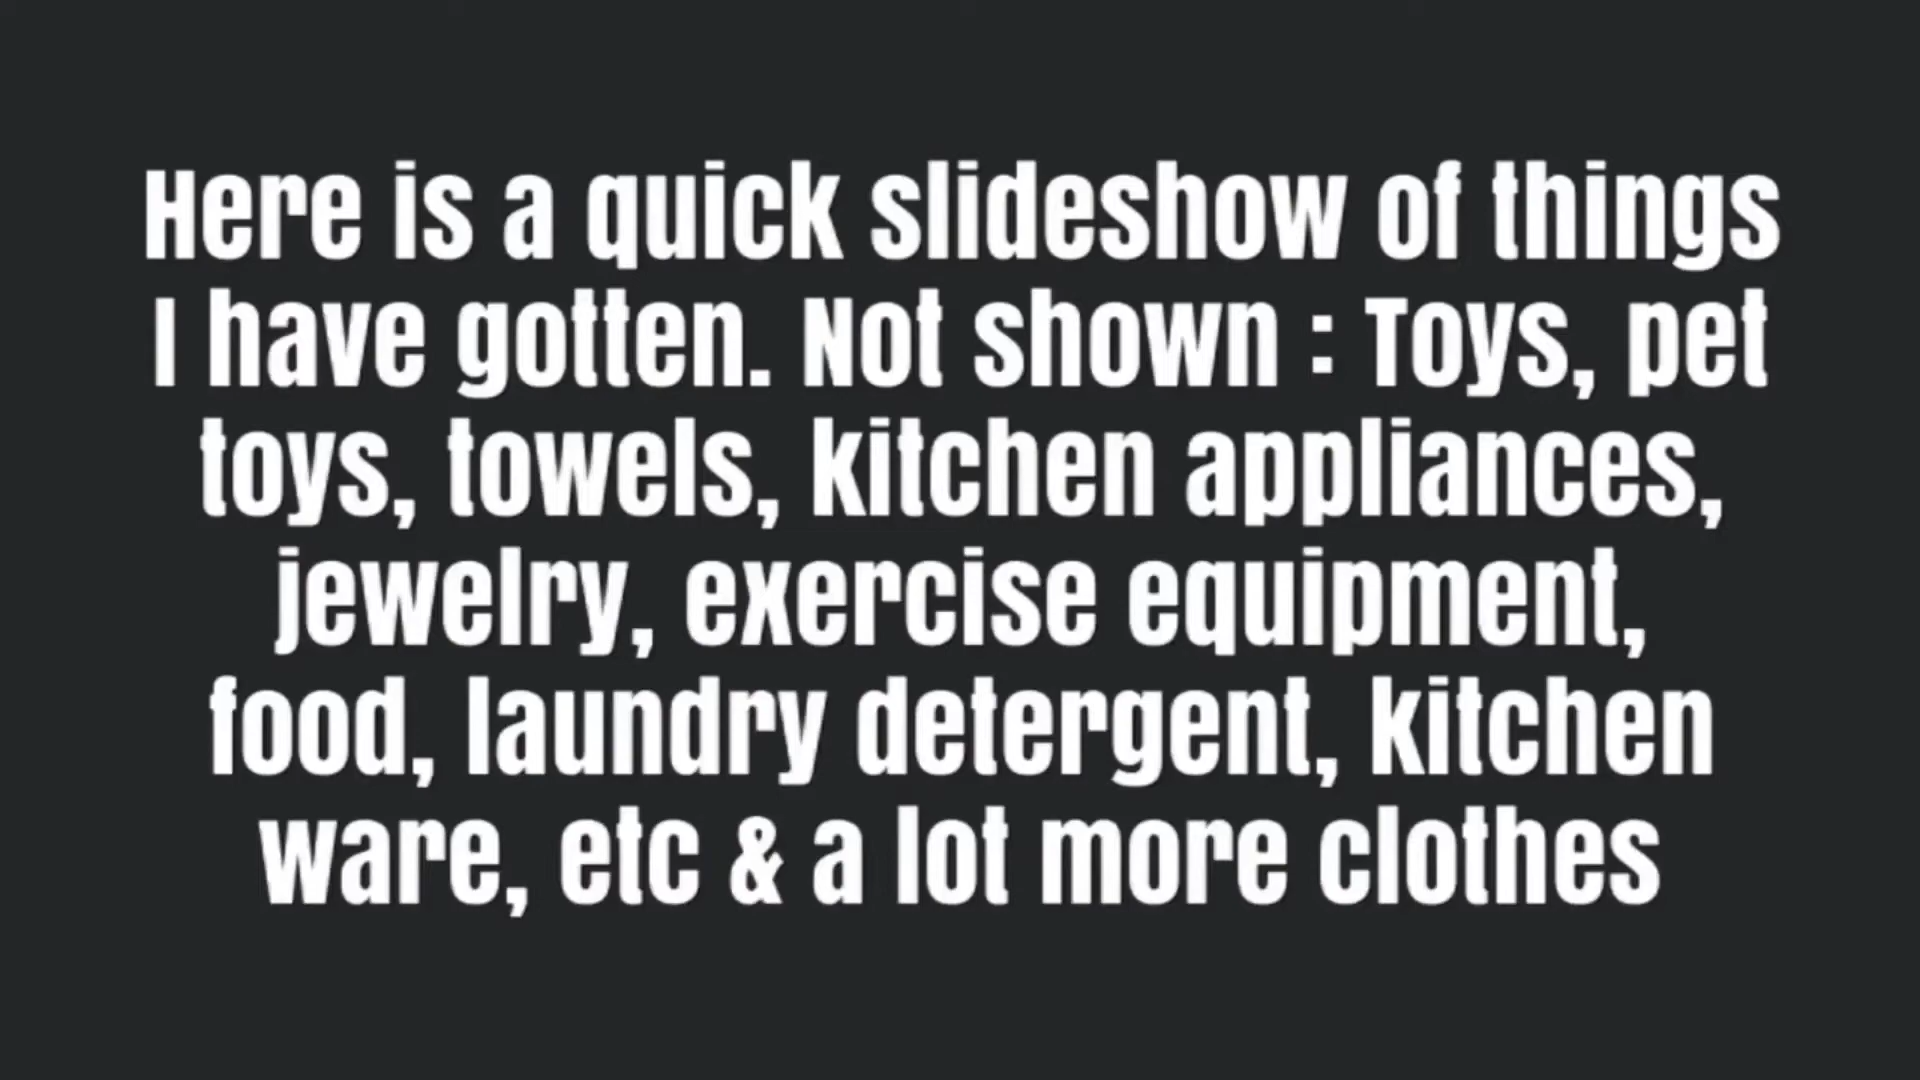 Here is a quick slideshow of things
I have gotten. Not shown : Toys, pet
toys, towels, kitchen appliances,
jewelry, exercise equipment,
food, laundry detergent, kitchen
ware, etc & a lot more clothes